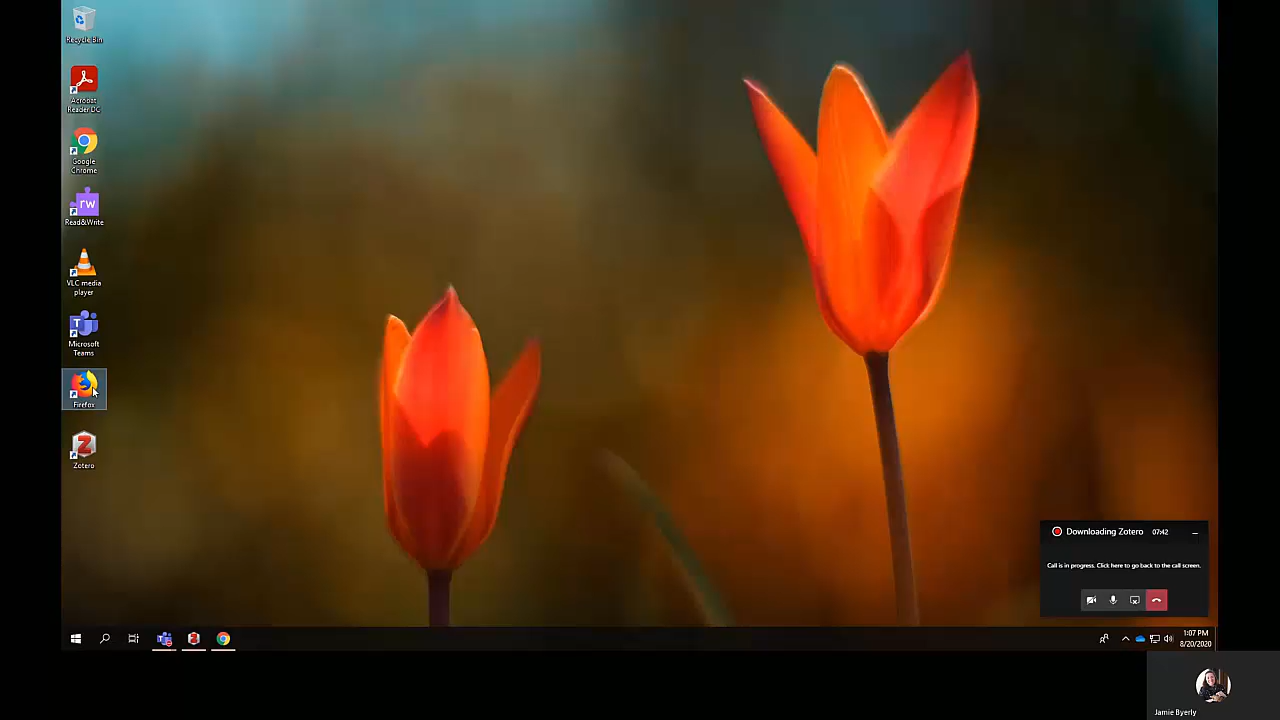 Recycle Bin
Acrobat
Reader DC
Google
Chrome
rw
Read&Write
VLC media
player
T
Microsoft
Teams
Firefox
Z
Zotero
Downloading Zotero 07:42
Call is in progress. Click here to go back to the call screen.
1:07 PM
8/20/2020
Jamie Byerly